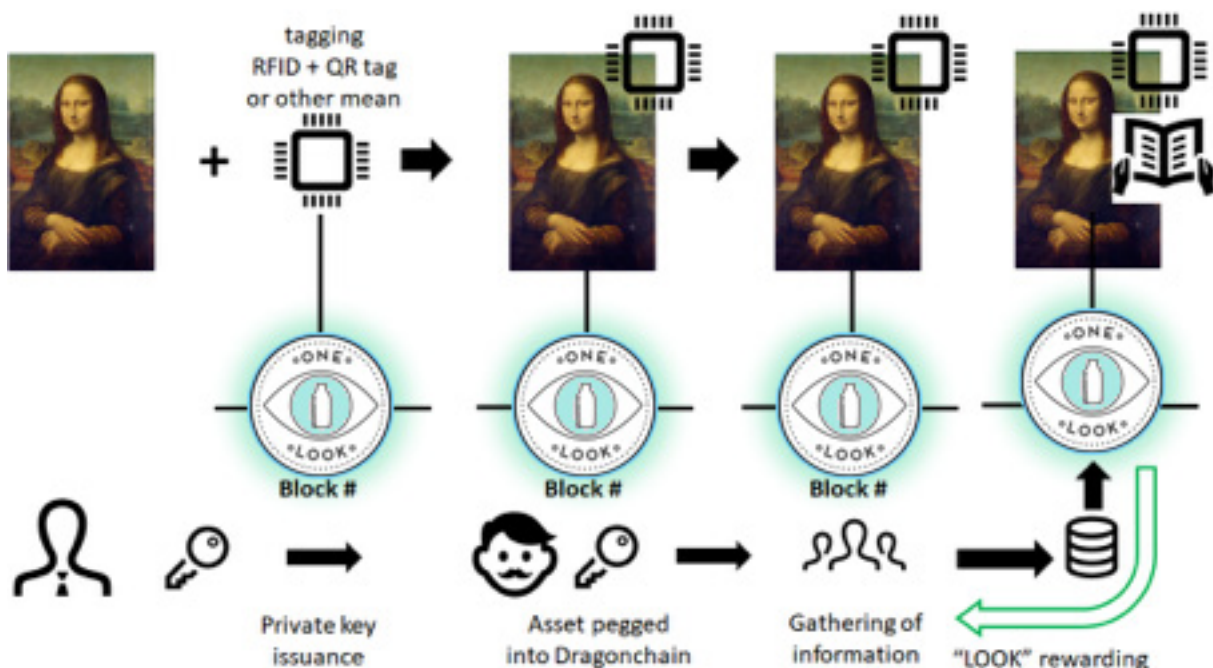 tagging
RFID + QR tag
or other mean
+
ONE
LOOK
ONE
LOOK
ONE
LOOK
ONE
LOOK
Block #
Block #
Block #
Private key
issuance
Asset pegged
into Dragonchain
Gathering of
information
“LOOK” rewarding